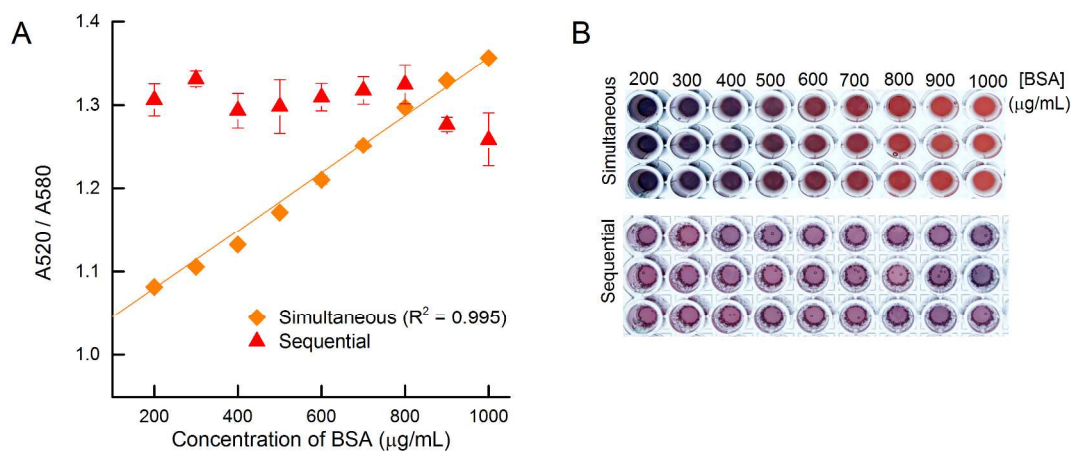 A
1.4
1.3
1.2
1.1
1.0
A520 / A580
Simultaneous (R2 = 0.995)
Sequential
200 400 600 800 1000
Concentration of BSA (μg/mL)
B
200 300 400 500 600 700 800 900 1000 [BSA]
(μg/mL)
Simultaneous
Sequential